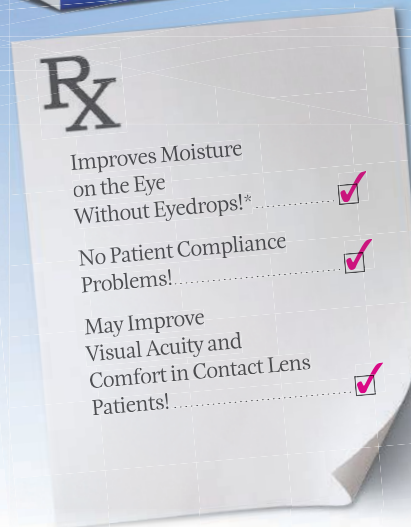 Rx
Improves Moisture
on the Eye
Without Eyedrops!*
No Patient Compliance
Problems!
May Improve
Visual Acuity and
Comfort in Contact Lens
Patients!